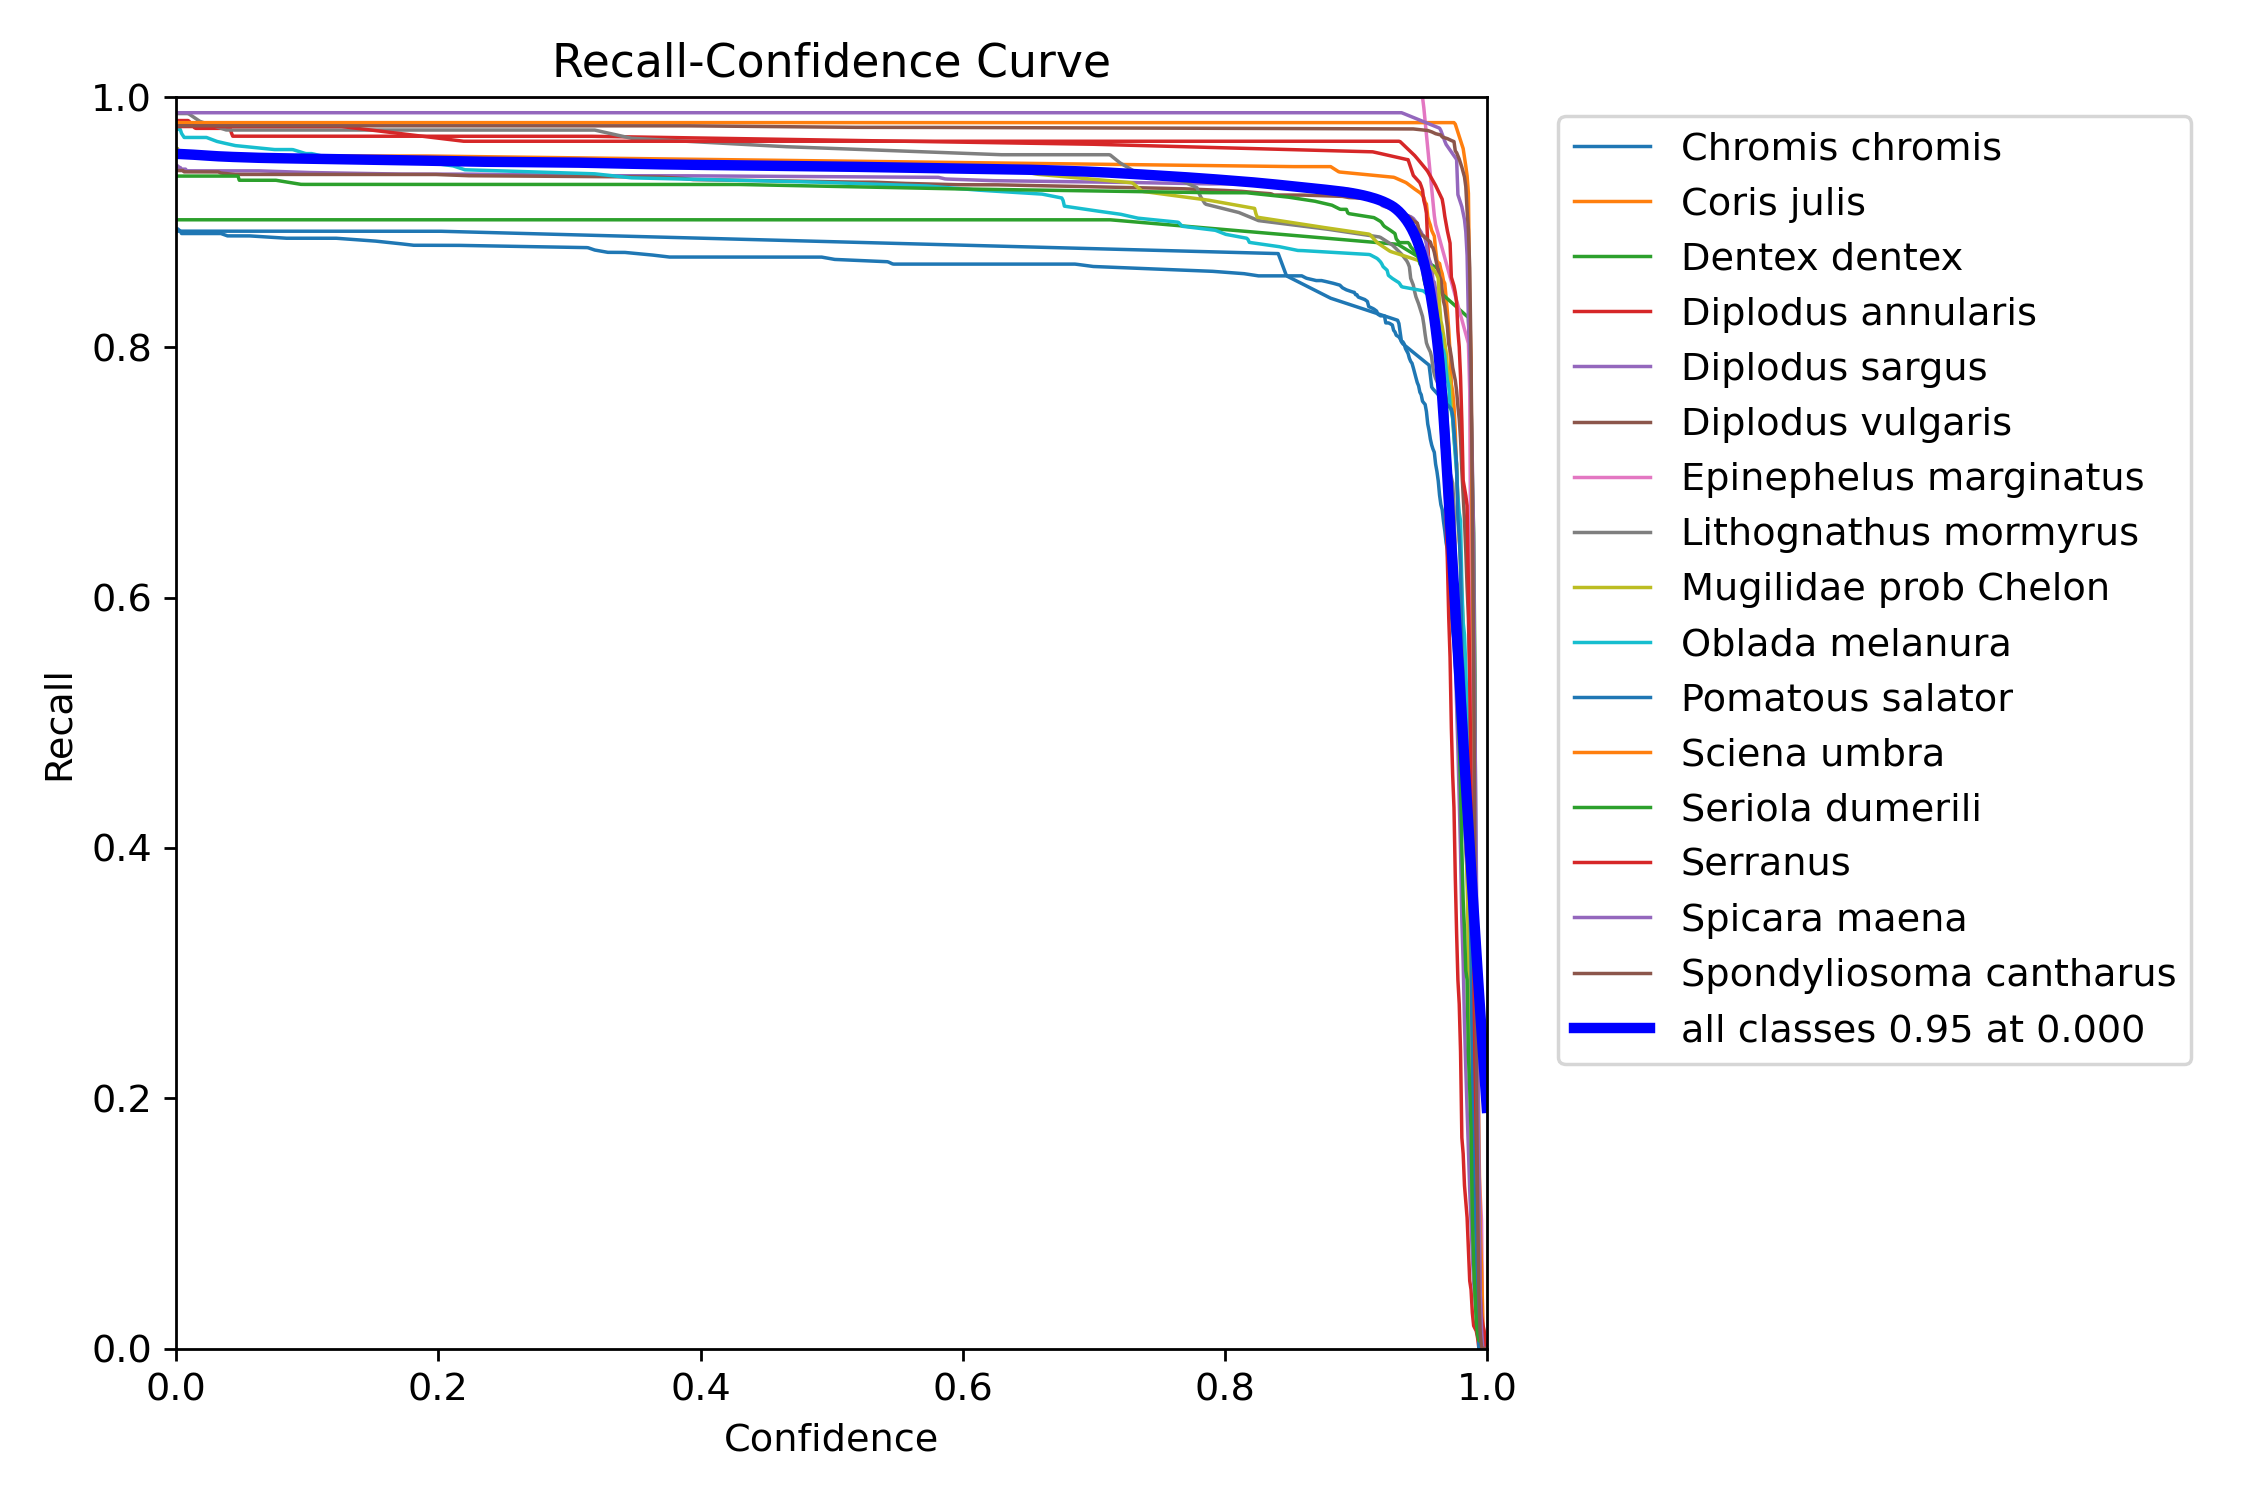 Recall-Confidence Curve
1.0
0.8
0.6
0.4
0.2
0.0
Recall
0.0 0.2 0.4 0.6 0.8 1.0
Confidence
Chromis chromis
Coris julis
Dentex dentex
Diplodus annularis
Diplodus sargus
Diplodus vulgaris
Epinephelus marginatus
Lithognathus mormyrus
Mugilidae prob Chelon
Oblada melanura
Pomatous salator
Sciena umbra
Seriola dumerili
Serranus
Spicara maena
Spondyliosoma cantharus
all classes 0.95 at 0.000